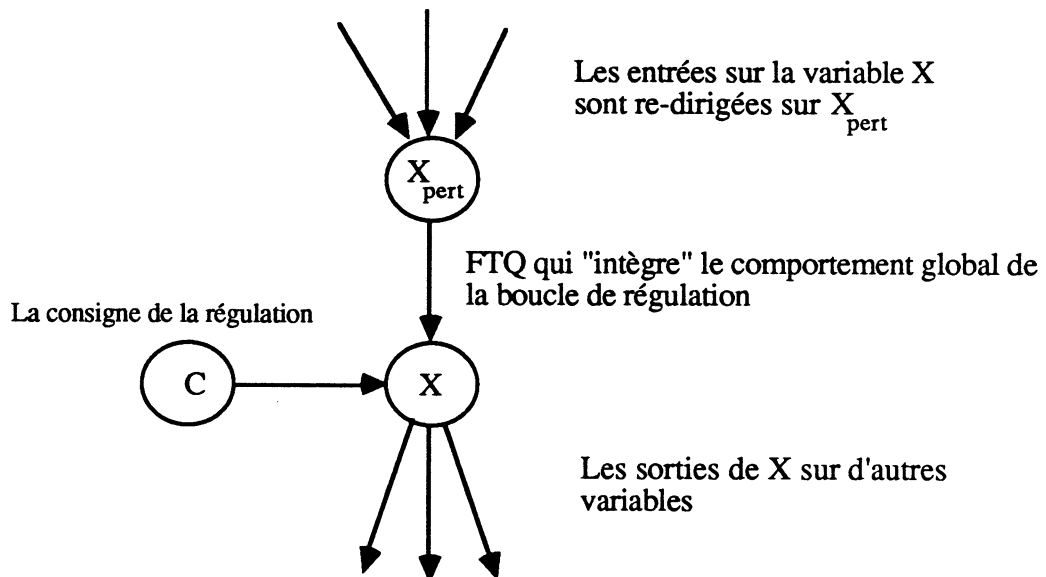 Les entrées sur la variable X
sont re-dirigées sur X pert
X pert
FTQ qui "intègre" le comportement global de
la boucle de régulation
La consigne de la régulation
C
X
Les sorties de X sur d'autres
variables